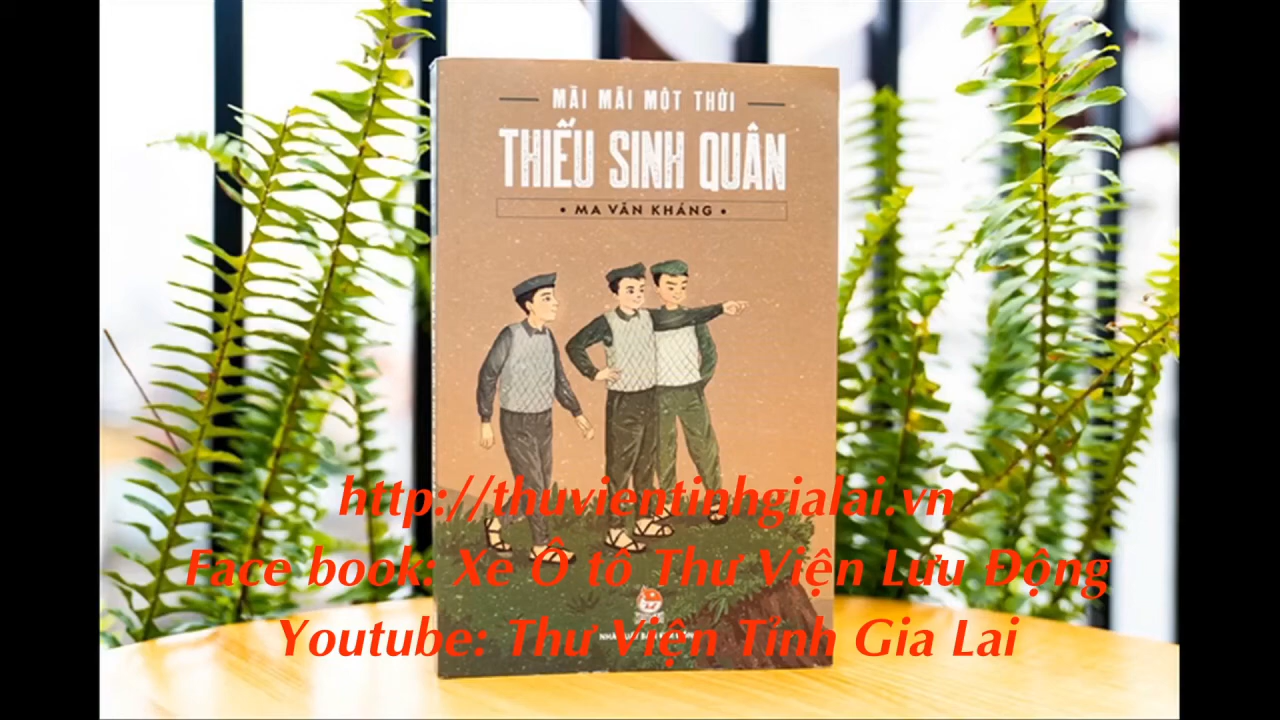 MÃI MÃI MỘT THỜI
THIẾU SINH QUÂN
• MA VĂN KHÁNG •
http://thuvientinhgialai.vn
Face book: Xe Ô tô Thư Viện Lưu Động
Youtube: Thư Viện Tỉnh Gia Lai